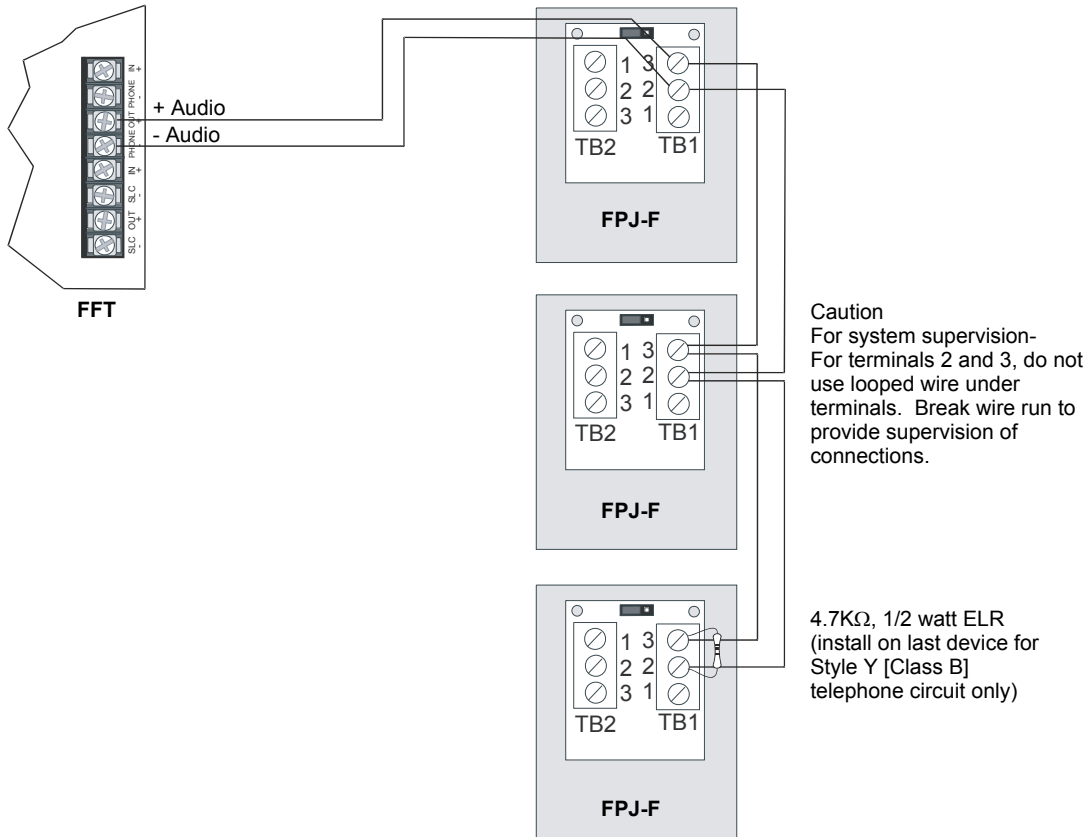 IN +
PHONE -
OUT +
PHONE -
IN +
SLC -
OUT +
SLC -
+ Audio
- Audio
FFT
1 3
2 2
3 1
TB2 TB1
FPJ-F
1 3
2 2
3 1
TB2 TB1
FPJ-F
Caution
For system supervision-
For terminals 2 and 3, do not
use looped wire under
terminals. Break wire run to
provide supervision of
connections.
1 3
2 2
3 1
TB2 TB1
FPJ-F
4.7KΩ, 1/2 watt ELR
(install on last device for
Style Y [Class B]
telephone circuit only)